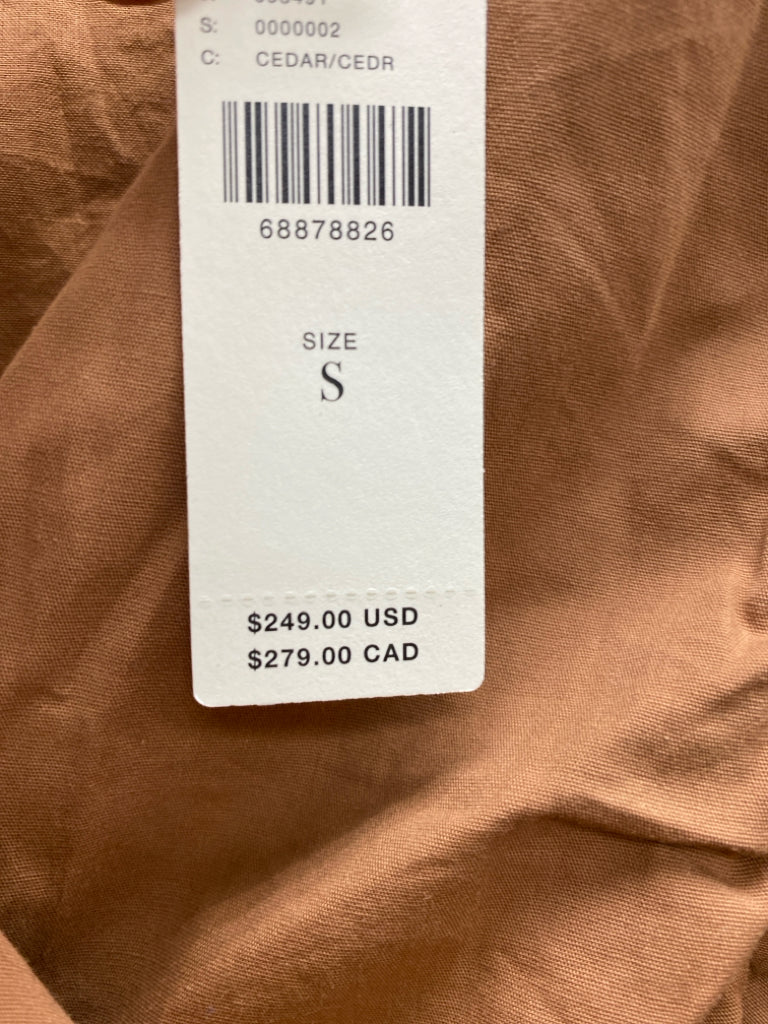 S: 0000002
C: CEDAR/CEDR
68878826
SIZE
S
$249.00 USD
$279.00 CAD